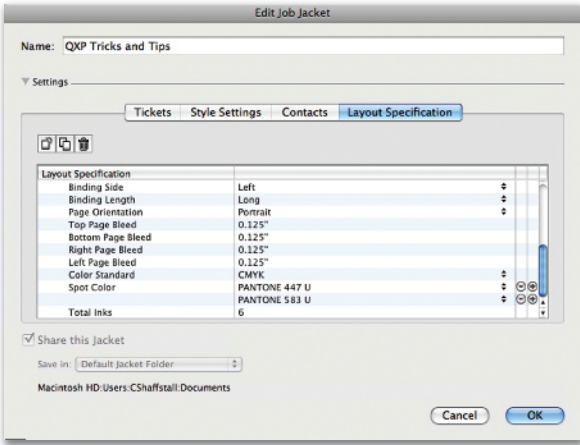 Edit Job Jacket
Name: QXP Tricks and Tips
Settings
Tickets Style Settings Contacts Layout Specification
Layout Specification
Binding Side Left
Binding Length Long
Page Orientation Portrait
Top Page Bleed 0.125"
Bottom Page Bleed 0.125"
Right Page Bleed 0.125"
Left Page Bleed 0.125"
Color Standard CMYK
Spot Color PANTONE 447 U
PANTONE 583 U
Total Inks 6
Share this Jacket
Save in: Default Jacket Folder
Macintosh HD:Users:CShaffstall:Documents
Cancel OK